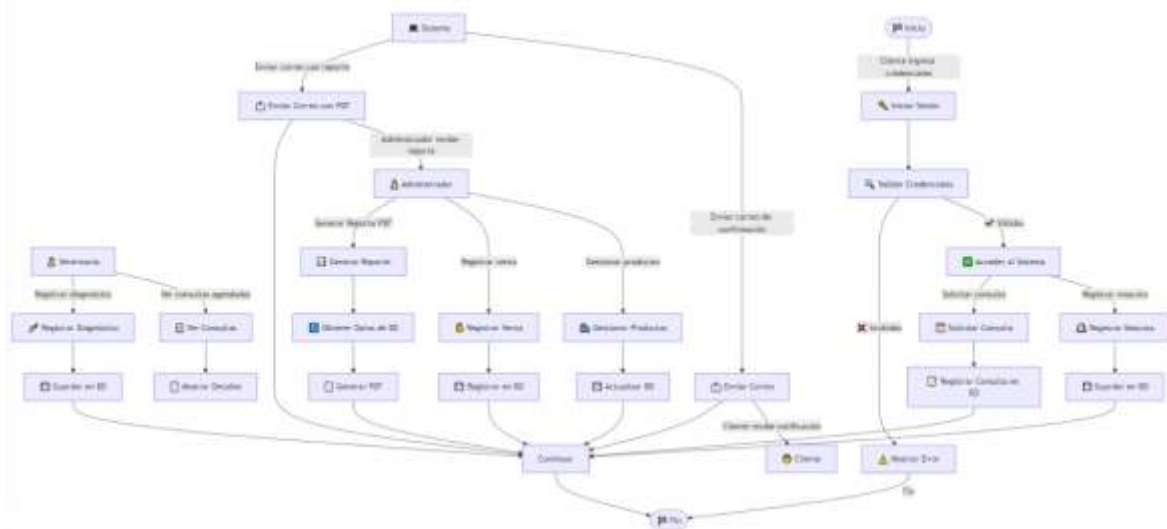 Sistema
Inicio
Enviar correo con reporte
Cliente ingresa
credenciales
Enviar Correo con PDF
Iniciar Sesión
Administrador recibe
reporte
Administrador
Validar Credenciales
Generar Reporte PDF
Enviar correo de
confirmación
Válidas
Veterinario
Generar Reporte
Registrar venta
Gestionar productos
Acceder al Sistema
Registrar diagnóstico
Ver consultas agendadas
Solicitar consulta
Registrar mascota
Registrar Diagnóstico
Ver Consultas
Obtener Datos de BD
Registrar Venta
Gestionar Productos
Inválidas
Solicitar Consulta
Registrar Mascota
Guardar en BD
Mostrar Detalles
Generar PDF
Registrar en BD
Actualizar BD
Enviar Correo
Registrar Consulta en
BD
Guardar en BD
Cliente recibe notificación
Continuar
Cliente
Mostrar Error
Fin
Fin